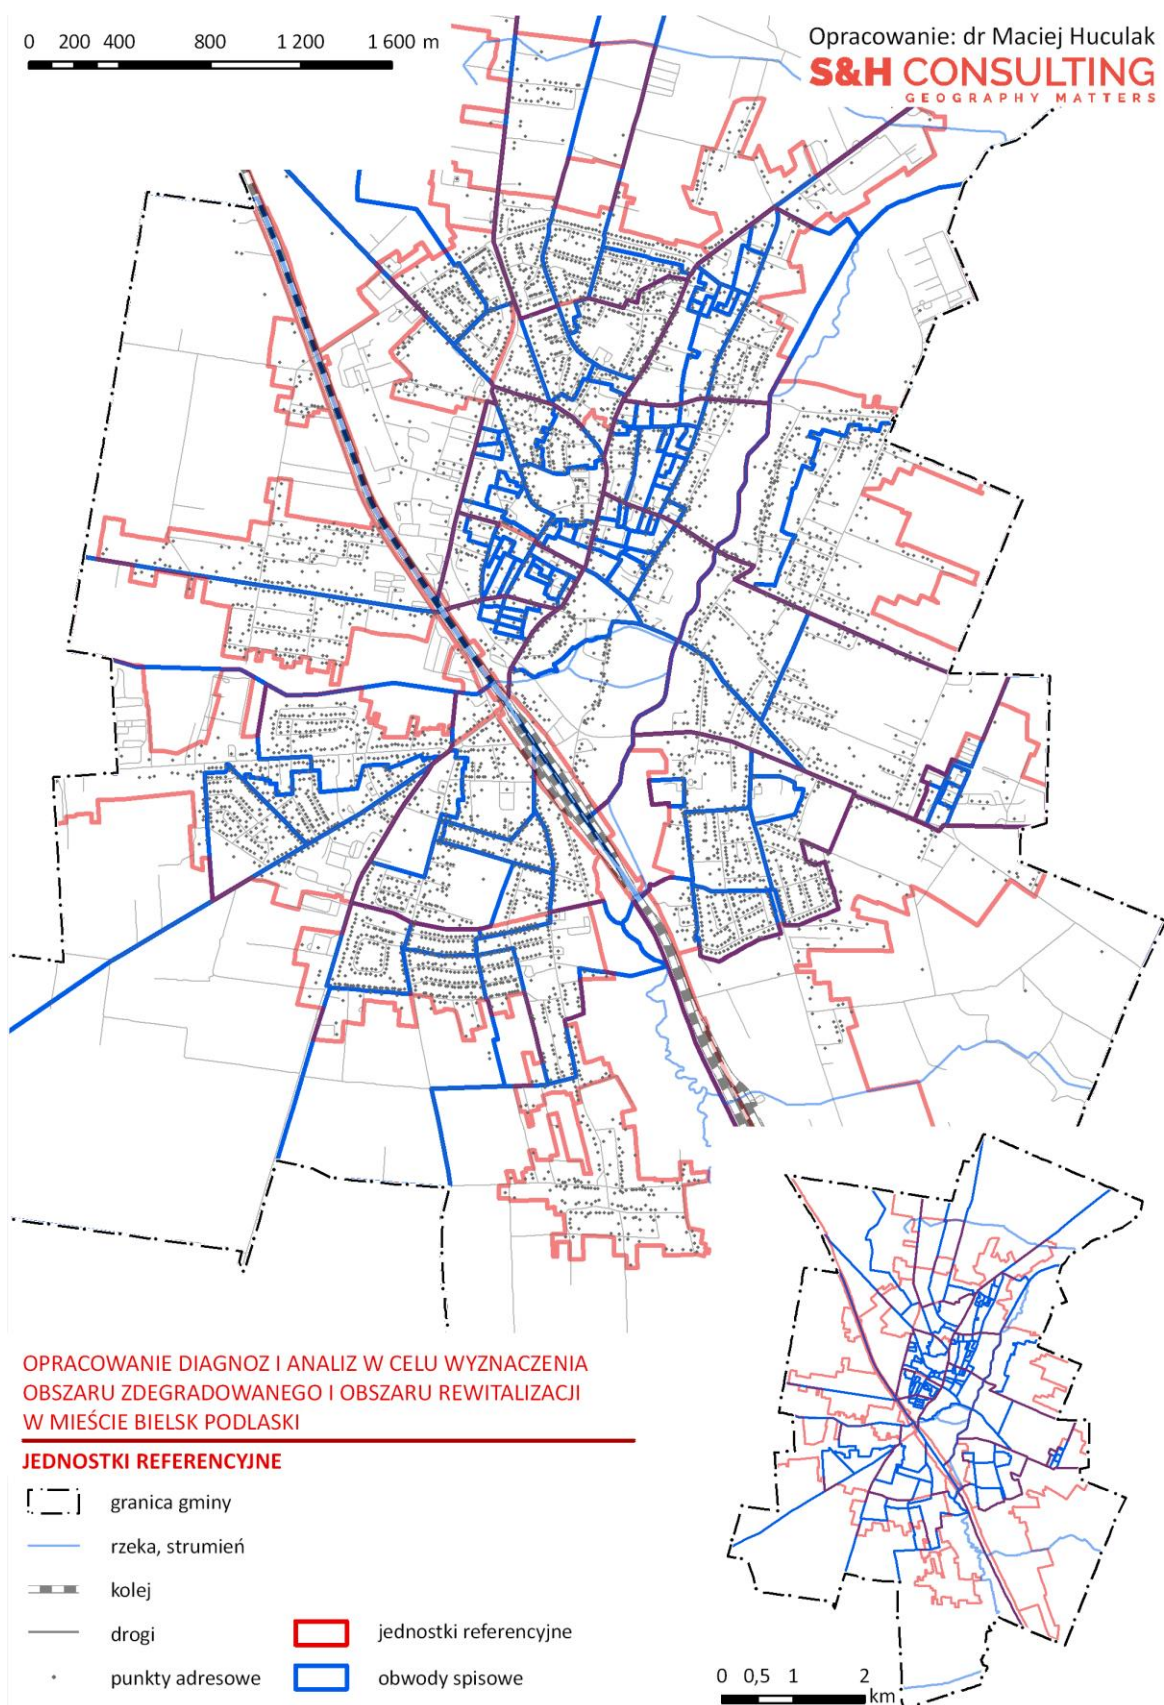 0 200 400 800 1 200 1 600 m
Opracowanie: dr Maciej Huculak
S&H CONSULTING
GEOGRAPHY MATTERS
OPRACOWANIE DIAGNOZ I ANALIZ W CELU WYZNACZENIA
OBSZARU ZDEGRADOWANEGO I OBSZARU REWITALIZACJI
W MIEŚCIE BIELSK PODLASKI
JEDNOSTKI REFERENCYJNE
granica gminy
rzeka, strumień
kolej
drogi
jednostki referencyjne
punkty adresowe
obwody spisowe
0 0,5 1 2
km